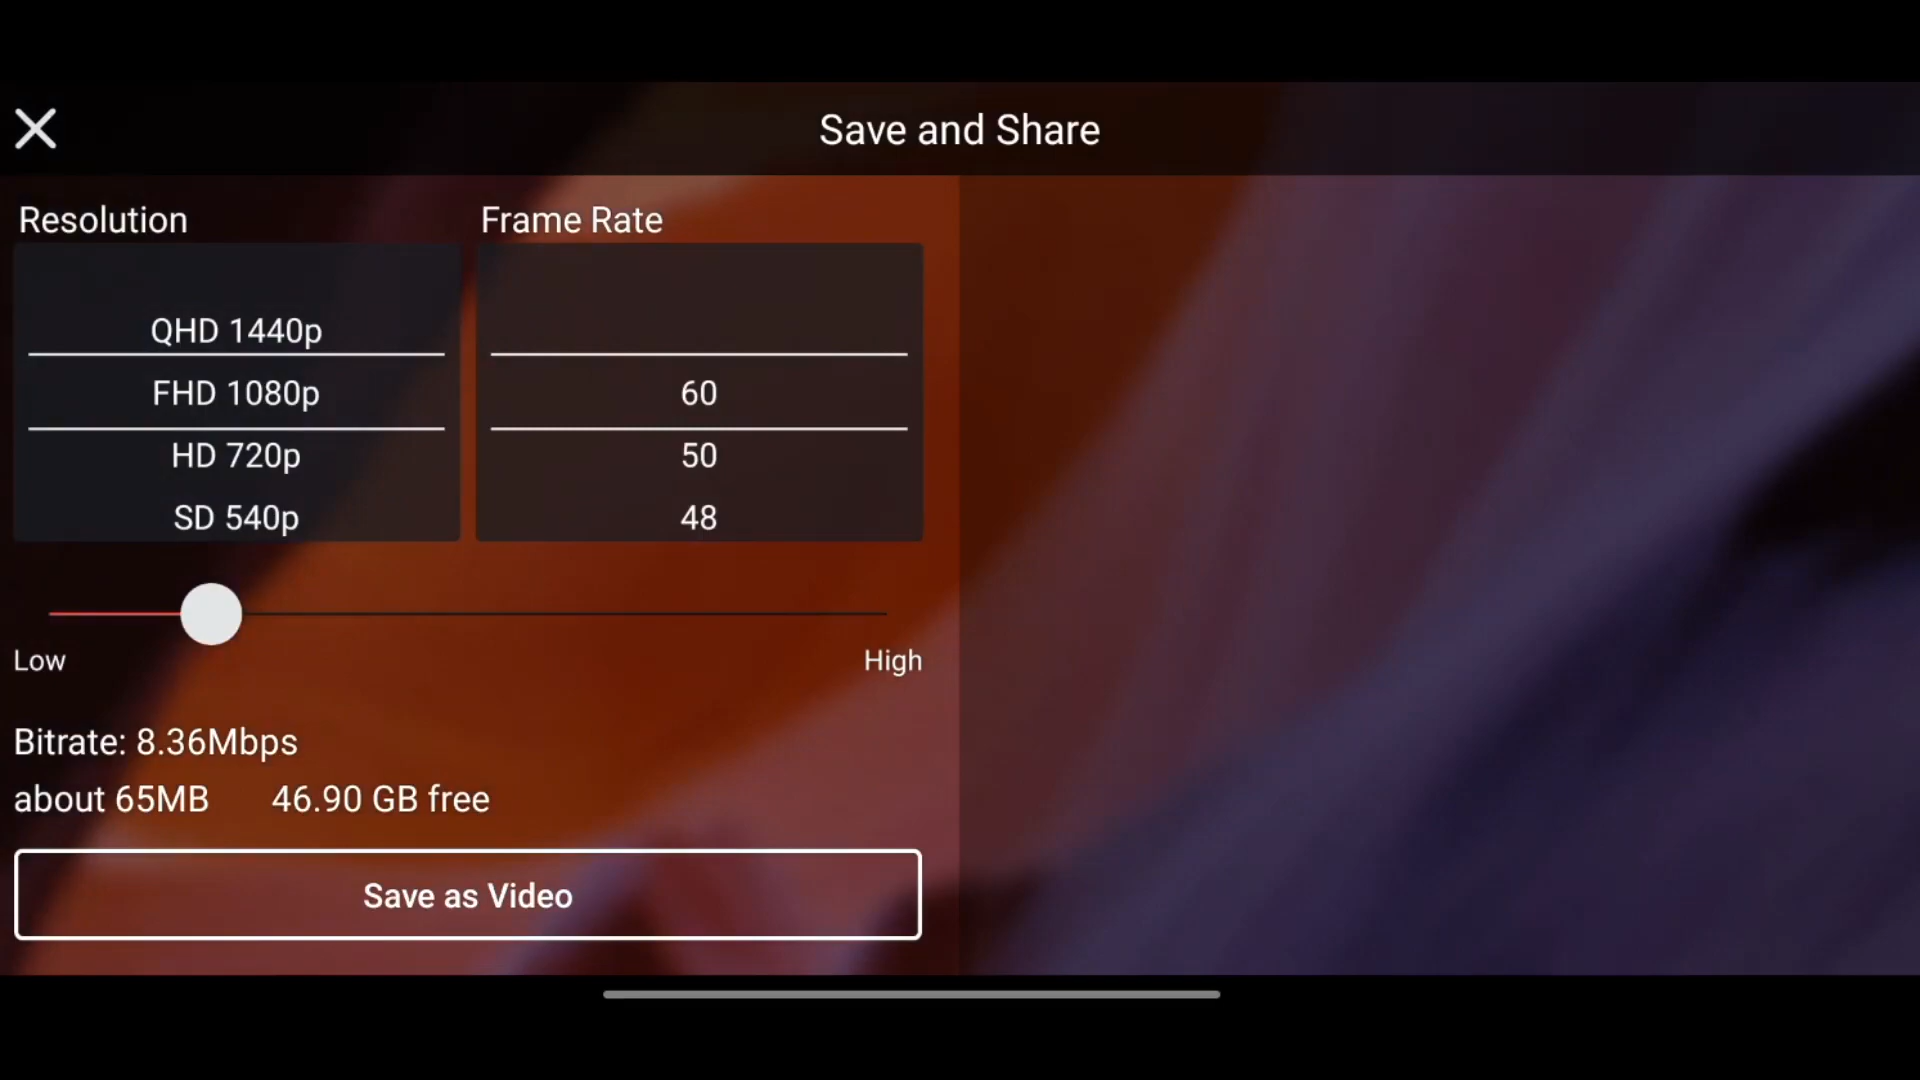 Save and Share
Resolution
Frame Rate
QHD 1440p
FHD 1080p
HD 720p
SD 540p
60
50
48
Low
High
Bitrate: 8.36Mbps
about 65MB 46.90 GB free
Save as Video